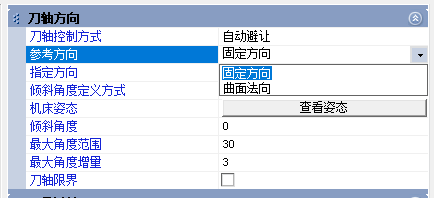 刀轴方向
刀轴控制方式 自动避让
参考方向 固定方向
指定方向 固定方向
曲面法向
倾斜角度定义方式
机床姿态 查看姿态
倾斜角度 0
最大角度范围 30
最大角度增量 3
刀轴限界